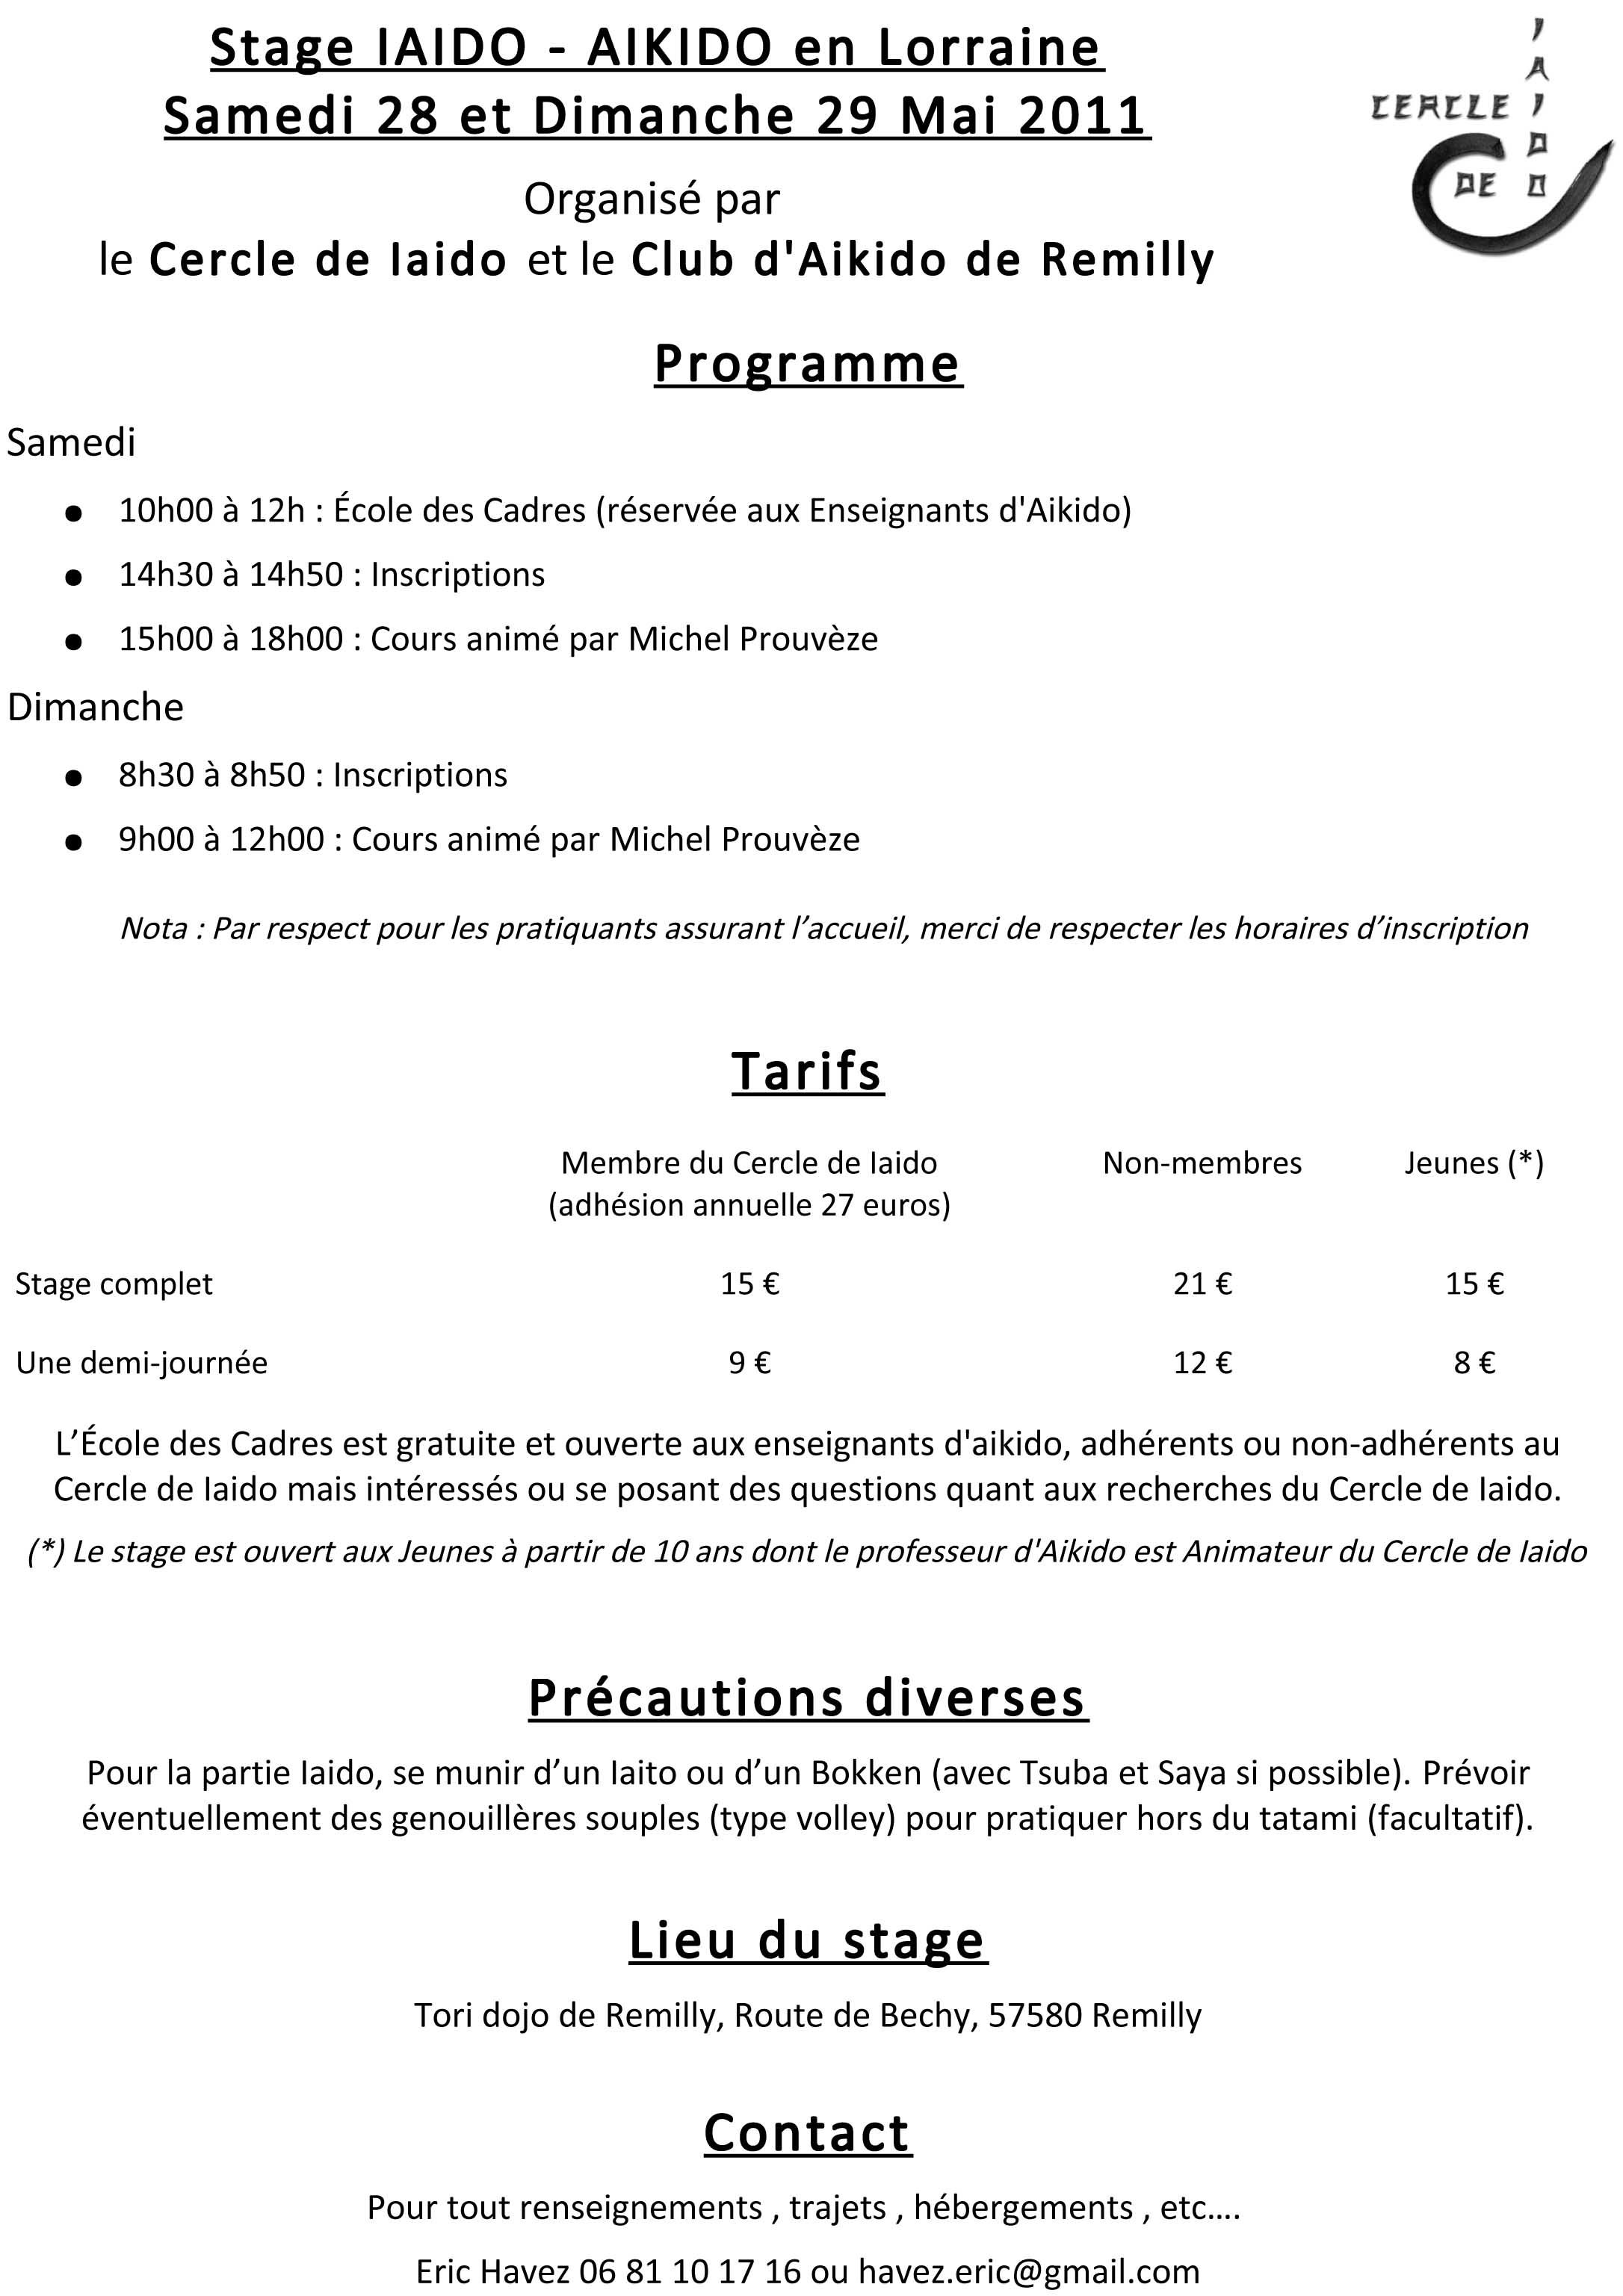 Stage IAIDO - AIKIDO en Lorraine
Samedi 28 et Dimanche 29 Mai 2011
CERCLE
DE
IAIDO
Organisé par
le Cercle de Iaido et le Club d'Aikido de Remilly
Programme
Samedi
● 10h00 à 12h : École des Cadres (réservée aux Enseignants d'Aikido)
● 14h30 à 14h50 : Inscriptions
● 15h00 à 18h00 : Cours animé par Michel Prouvèze
Dimanche
● 8h30 à 8h50 : Inscriptions
● 9h00 à 12h00 : Cours animé par Michel Prouvèze
Nota : Par respect pour les pratiquants assurant l’accueil, merci de respecter les horaires d’inscription
Tarifs
Membre du Cercle de Iaido Non-membres Jeunes (*)
(adhésion annuelle 27 euros)
Stage complet 15 € 21 € 15 €
Une demi-journée 9 € 12 € 8 €
L’École des Cadres est gratuite et ouverte aux enseignants d'aikido, adhérents ou non-adhérents au
Cercle de Iaido mais intéressés ou se posant des questions quant aux recherches du Cercle de Iaido.
(*) Le stage est ouvert aux Jeunes à partir de 10 ans dont le professeur d'Aikido est Animateur du Cercle de Iaido
Précautions diverses
Pour la partie Iaido, se munir d’un Iaito ou d’un Bokken (avec Tsuba et Saya si possible). Prévoir
éventuellement des genouillères souples (type volley) pour pratiquer hors du tatami (facultatif).
Lieu du stage
Tori dojo de Remilly, Route de Bechy, 57580 Remilly
Contact
Pour tout renseignements , trajets , hébergements , etc….
Eric Havez 06 81 10 17 16 ou havez.eric@gmail.com